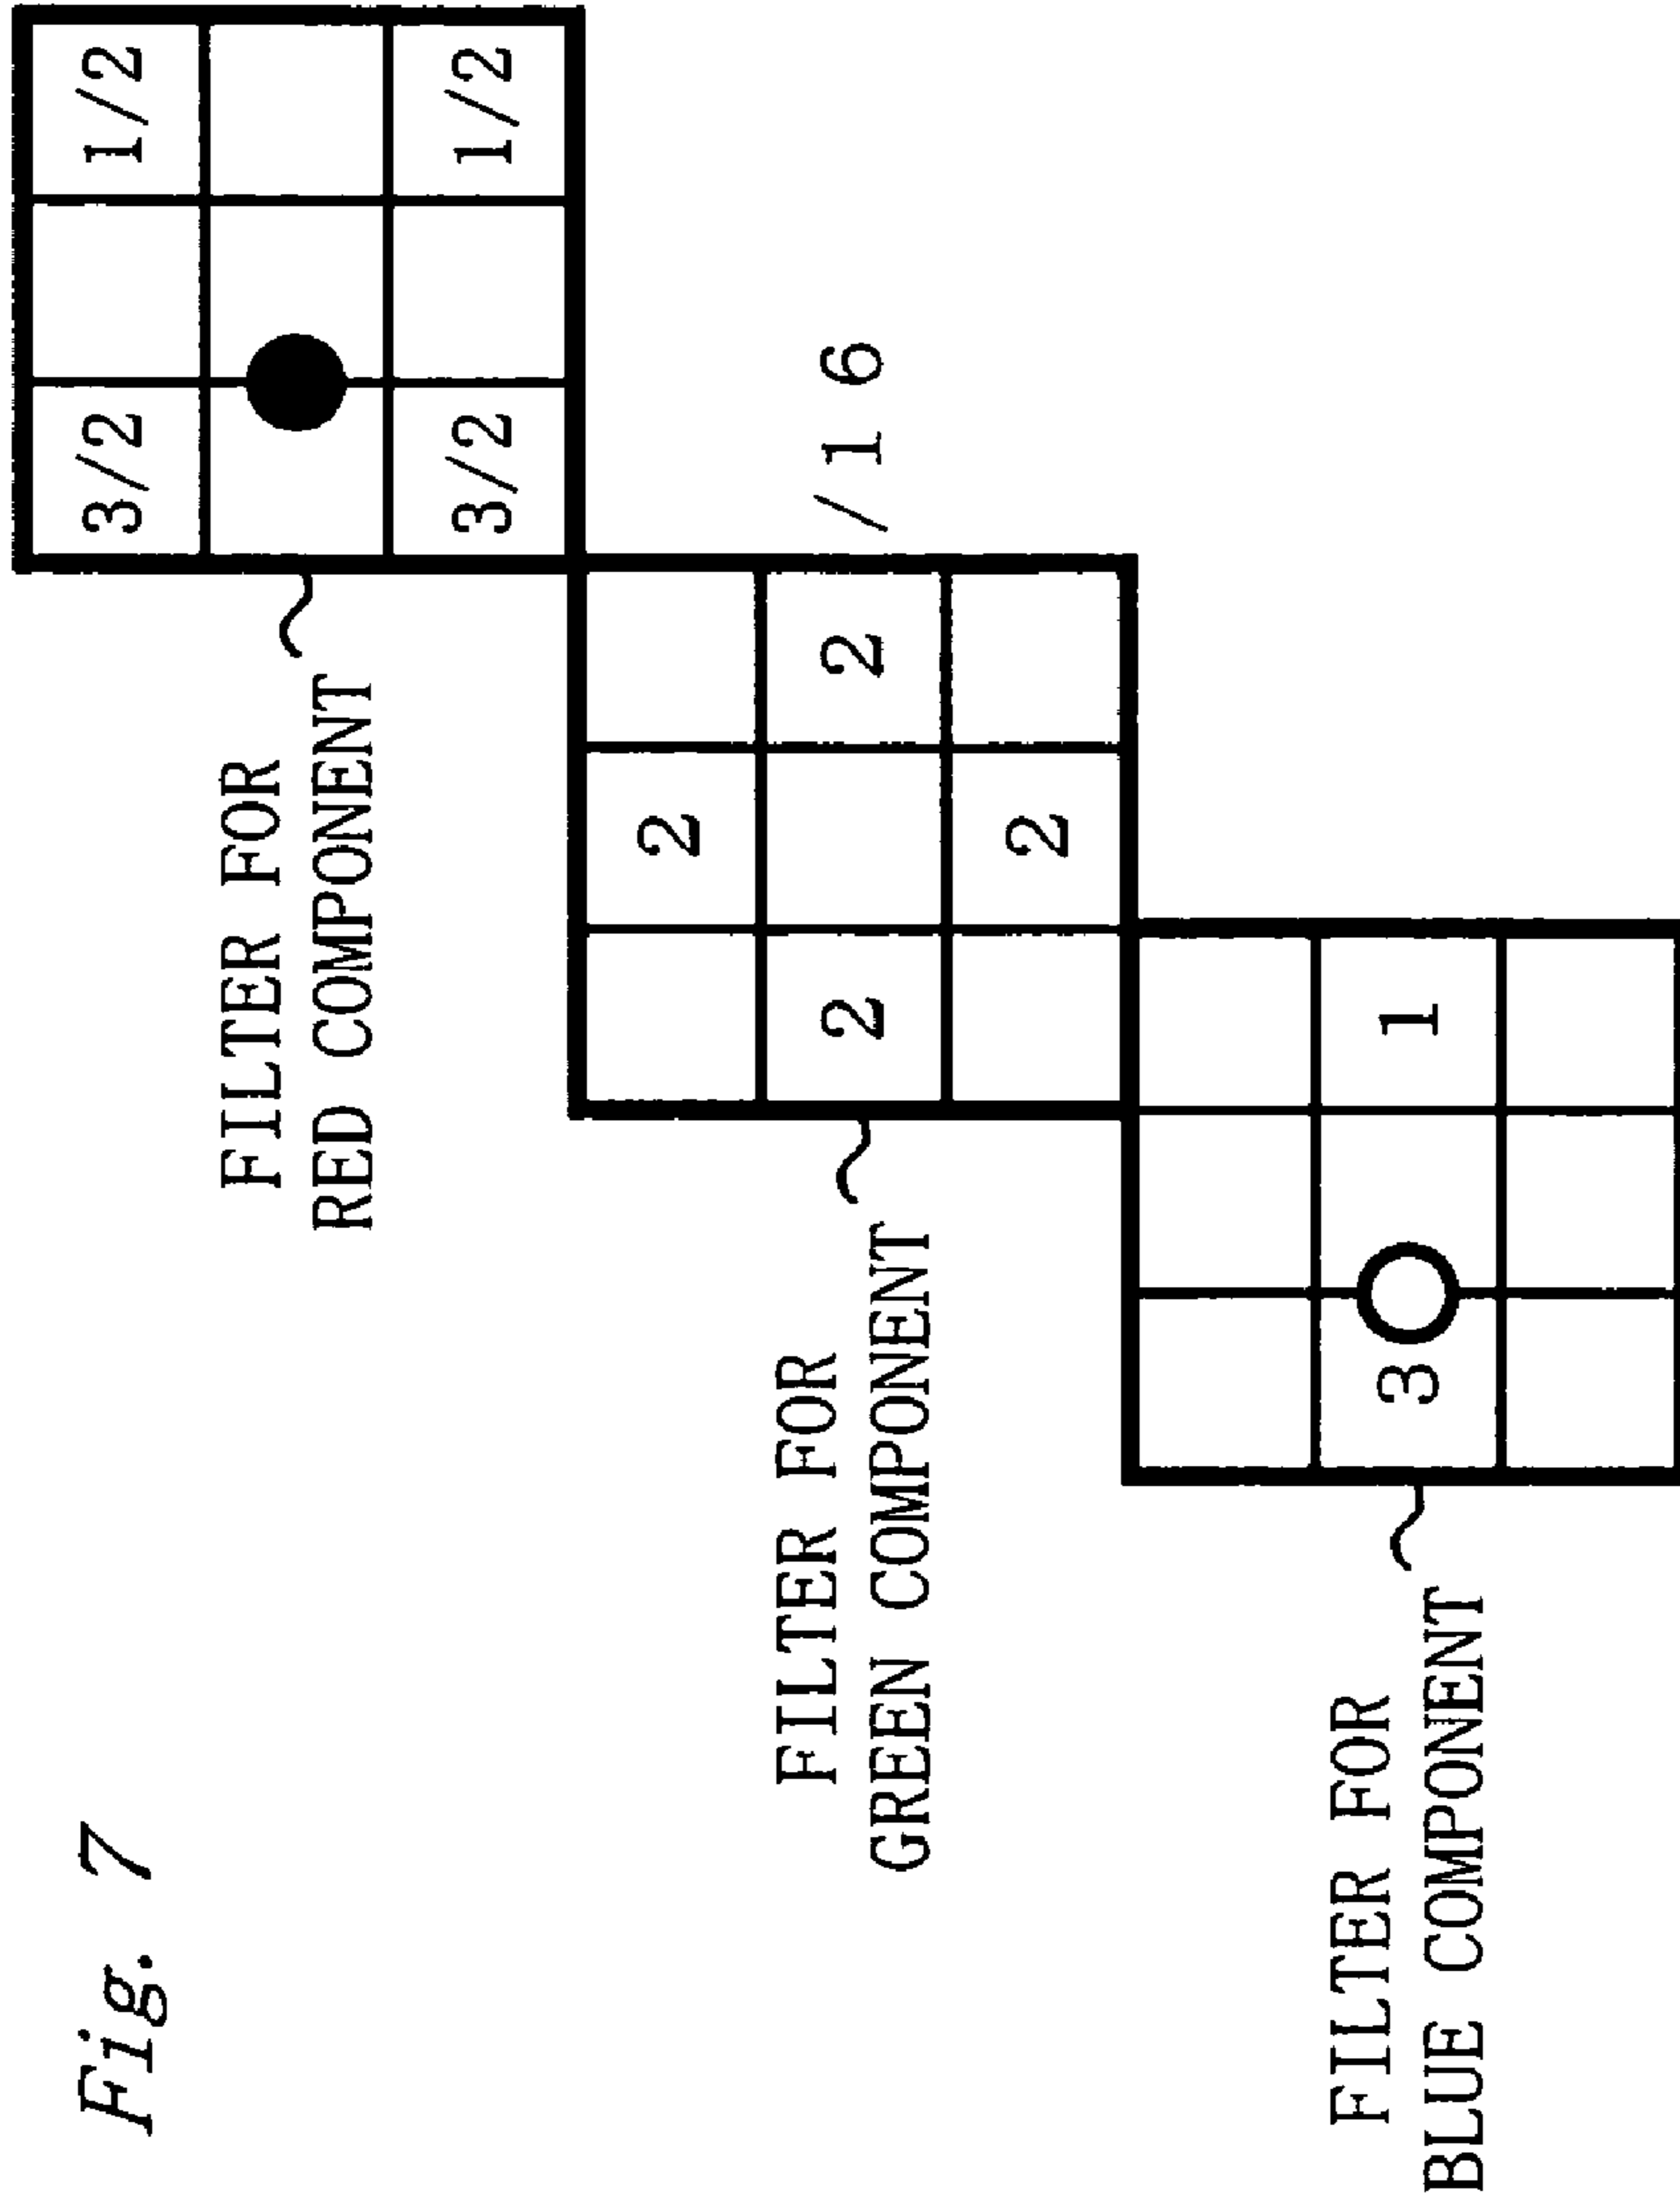 Fig. 7
3/2 1/2
FILTER FOR
RED COMPONENT
3/2 1/2
2
FILTER FOR
GREEN COMPONENT
2 2 /16
2
FILTER FOR
BLUE COMPONENT
3 1